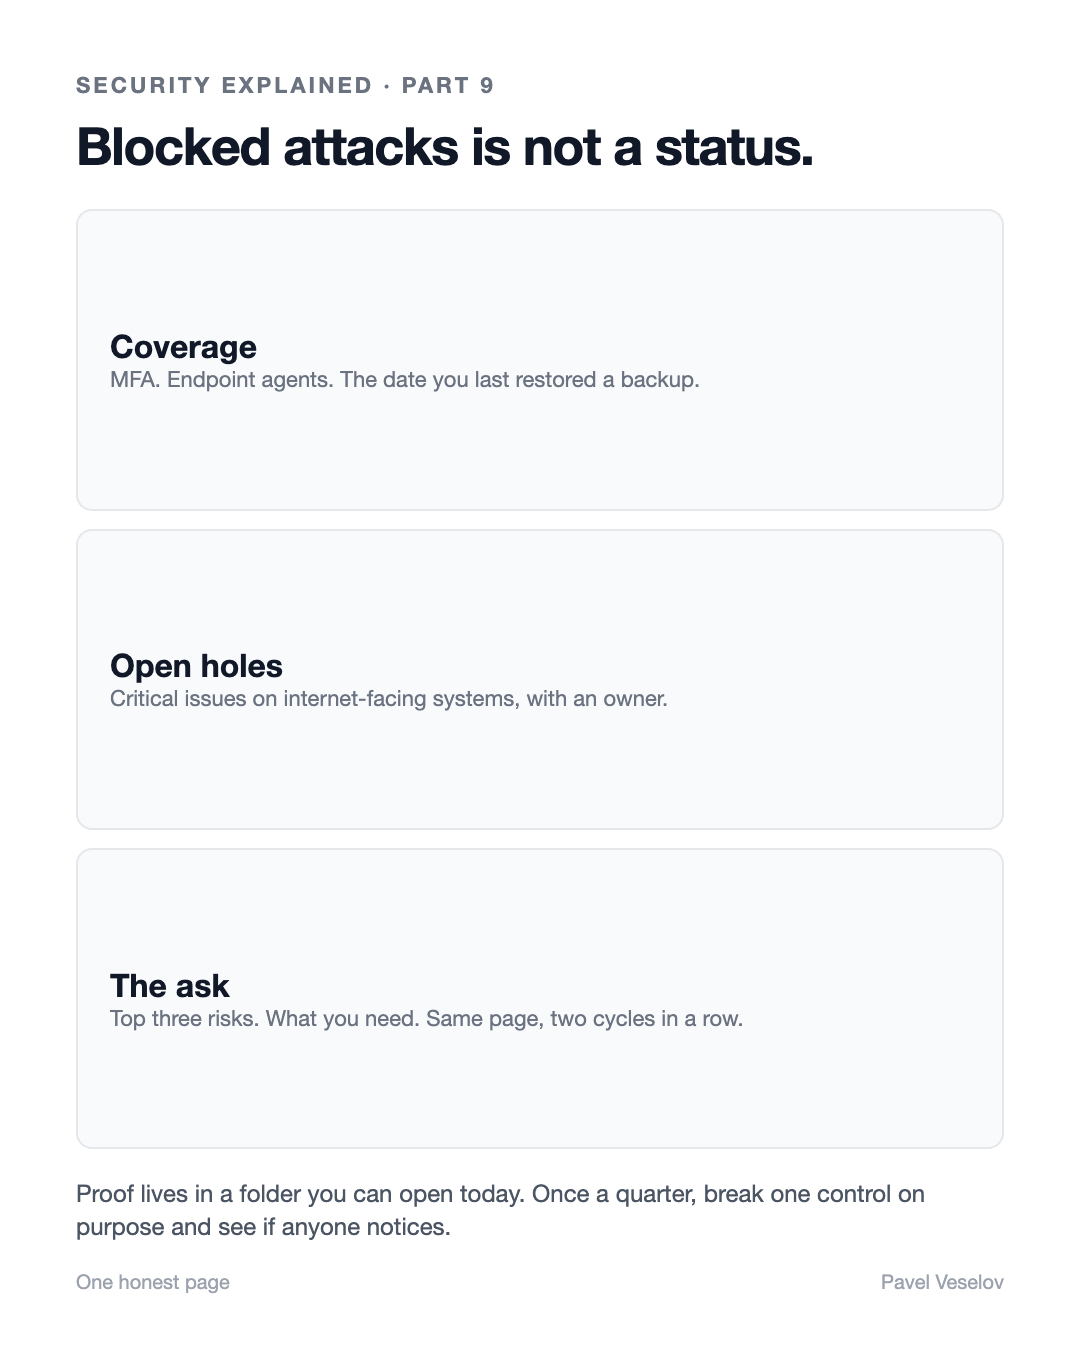 SECURITY EXPLAINED · PART 9
Blocked attacks is not a status.
Coverage
MFA. Endpoint agents. The date you last restored a backup.
Open holes
Critical issues on internet-facing systems, with an owner.
The ask
Top three risks. What you need. Same page, two cycles in a row.
Proof lives in a folder you can open today. Once a quarter, break one control on
purpose and see if anyone notices.
One honest page
Pavel Veselov